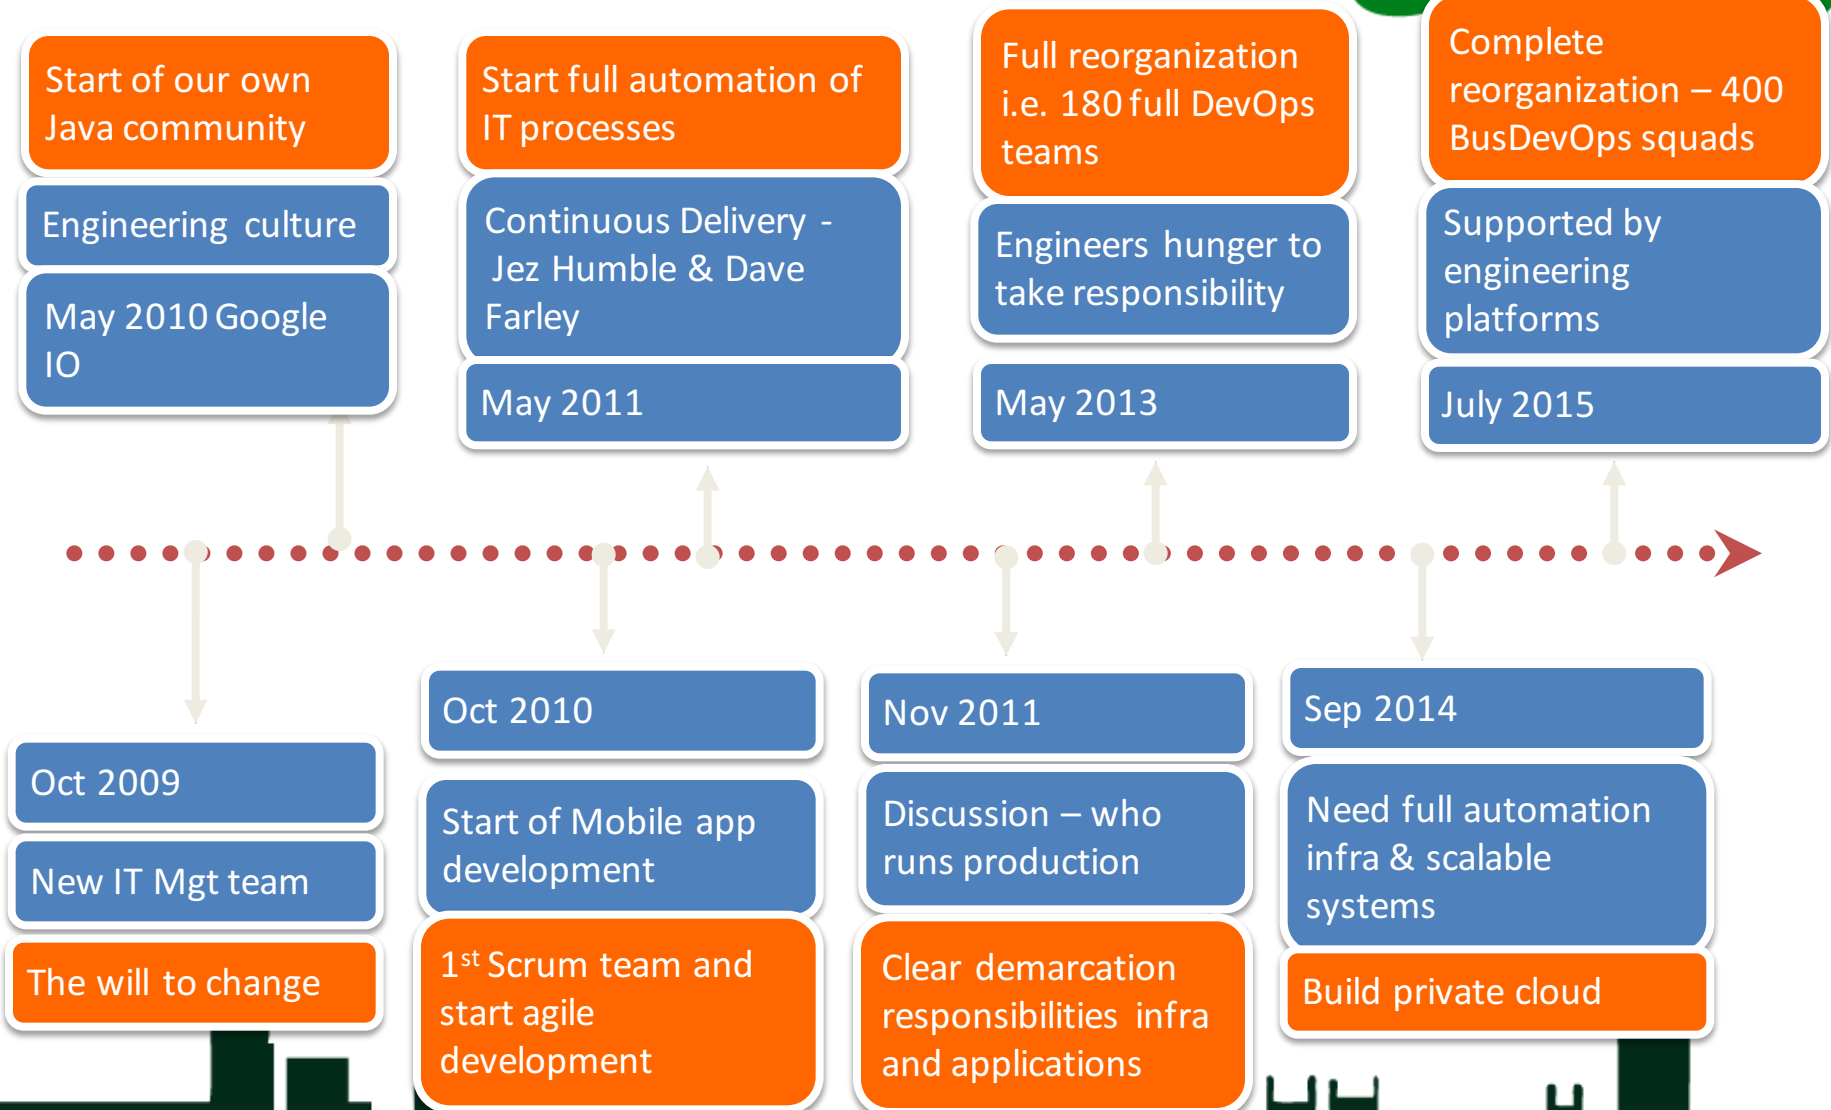 Start of our own
Java community
Engineering culture
May 2010 Google
IO
Start full automation of
IT processes
Continuous Delivery -
Jez Humble & Dave
Farley
May 2011
Full reorganization
i.e. 180 full DevOps
teams
Engineers hunger to
take responsibility
May 2013
Complete
reorganization – 400
BusDevOps squads
Supported by
engineering
platforms
July 2015
Oct 2009
New IT Mgt team
The will to change
Oct 2010
Start of Mobile app
development
1st Scrum team and
start agile
development
Nov 2011
Discussion – who
runs production
Clear demarcation
responsibilities infra
and applications
Sep 2014
Need full automation
infra & scalable
systems
Build private cloud